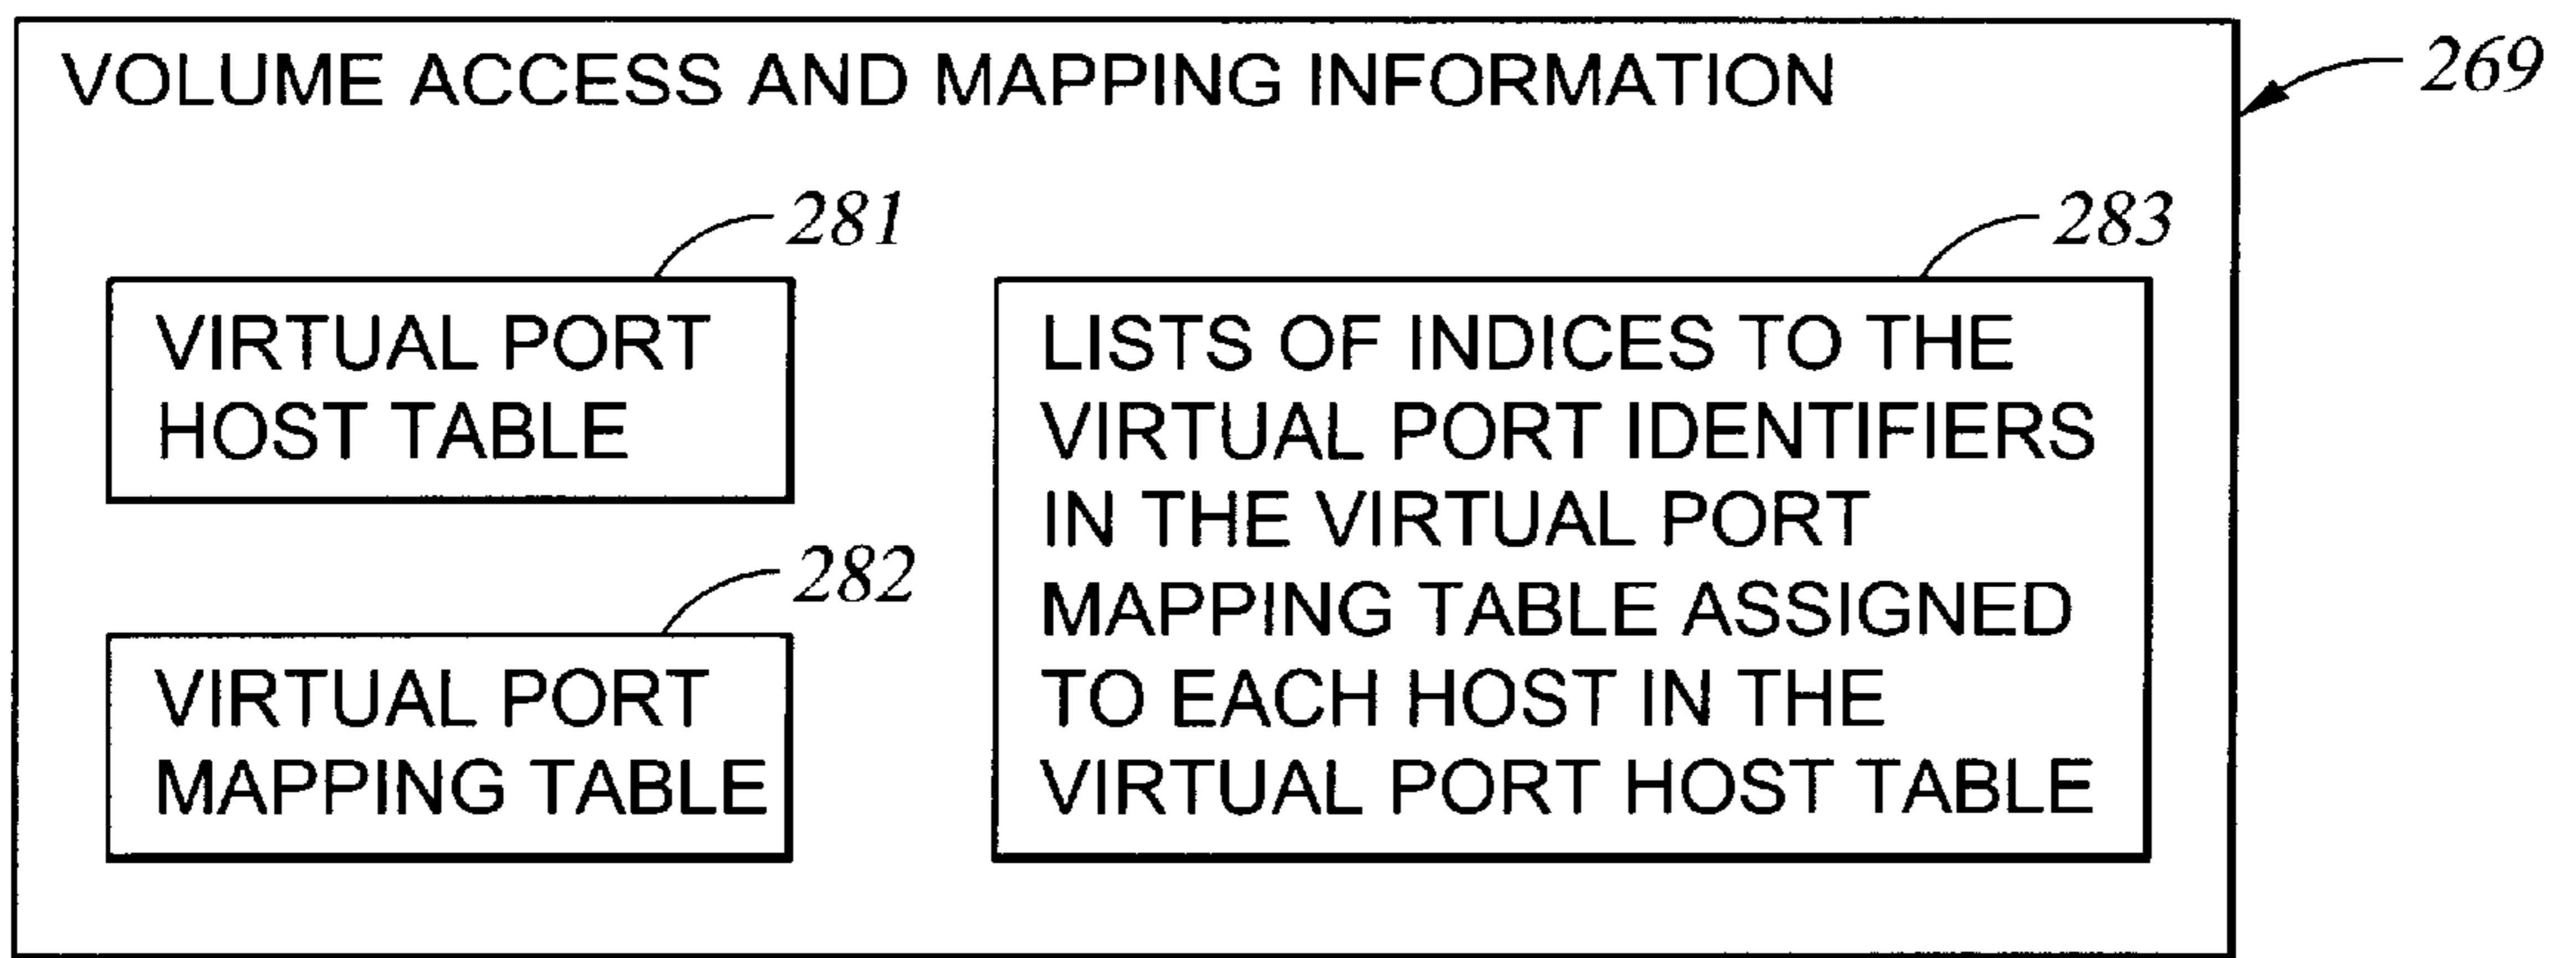 VOLUME ACCESS AND MAPPING INFORMATION
269
281
VIRTUAL PORT
HOST TABLE
282
VIRTUAL PORT
MAPPING TABLE
283
LISTS OF INDICES TO THE
VIRTUAL PORT IDENTIFIERS
IN THE VIRTUAL PORT
MAPPING TABLE ASSIGNED
TO EACH HOST IN THE
VIRTUAL PORT HOST TABLE